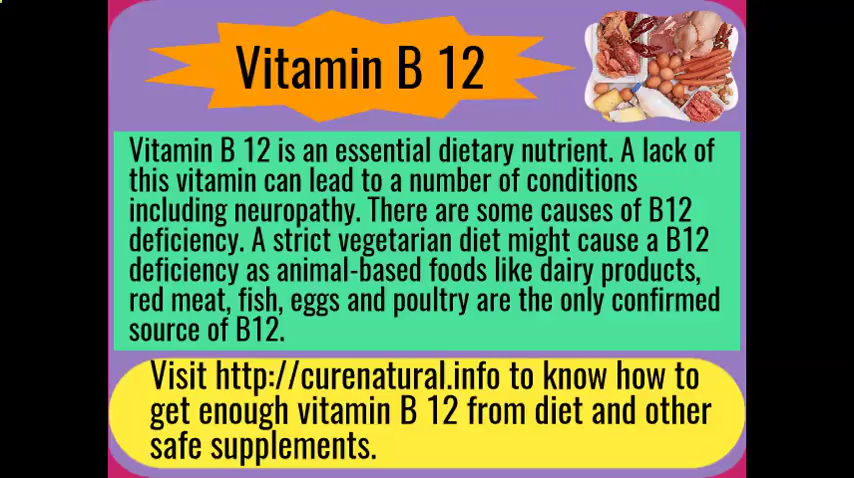 Vitamin B 12
Vitamin B 12 is an essential dietary nutrient. A lack of
this vitamin can lead to a number of conditions
including neuropathy. There are some causes of B12
deficiency. A strict vegetarian diet might cause a B12
deficiency as animal-based foods like dairy products,
red meat, fish, eggs and poultry are the only confirmed
source of B12.
Visit http://curenatural.info to know how to
get enough vitamin B 12 from diet and other
safe supplements.